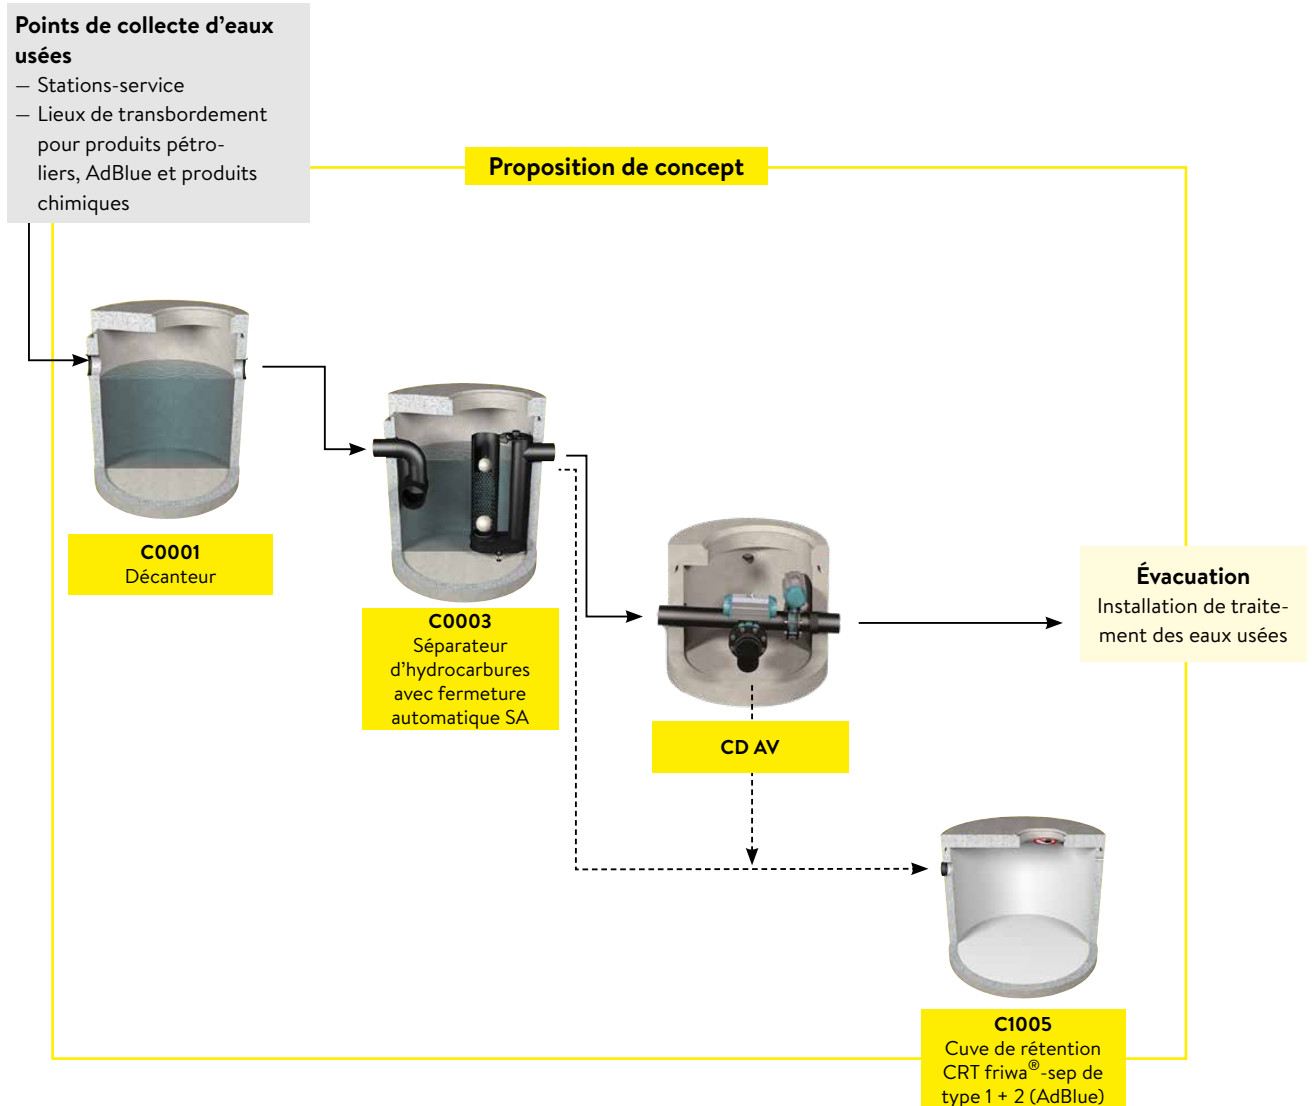 Points de collecte d’eaux
usées
— Stations-service
— Lieux de transbordement
pour produits pétro-
liers, AdBlue et produits
chimiques
Proposition de concept
C0001
Décanteur
C0003
Séparateur
d’hydrocarbures
avec fermeture
automatique SA
CD AV
Évacuation
Installation de traite-
ment des eaux usées
C1005
Cuve de rétention
CRT friwa®-sep de
type 1 + 2 (AdBlue)